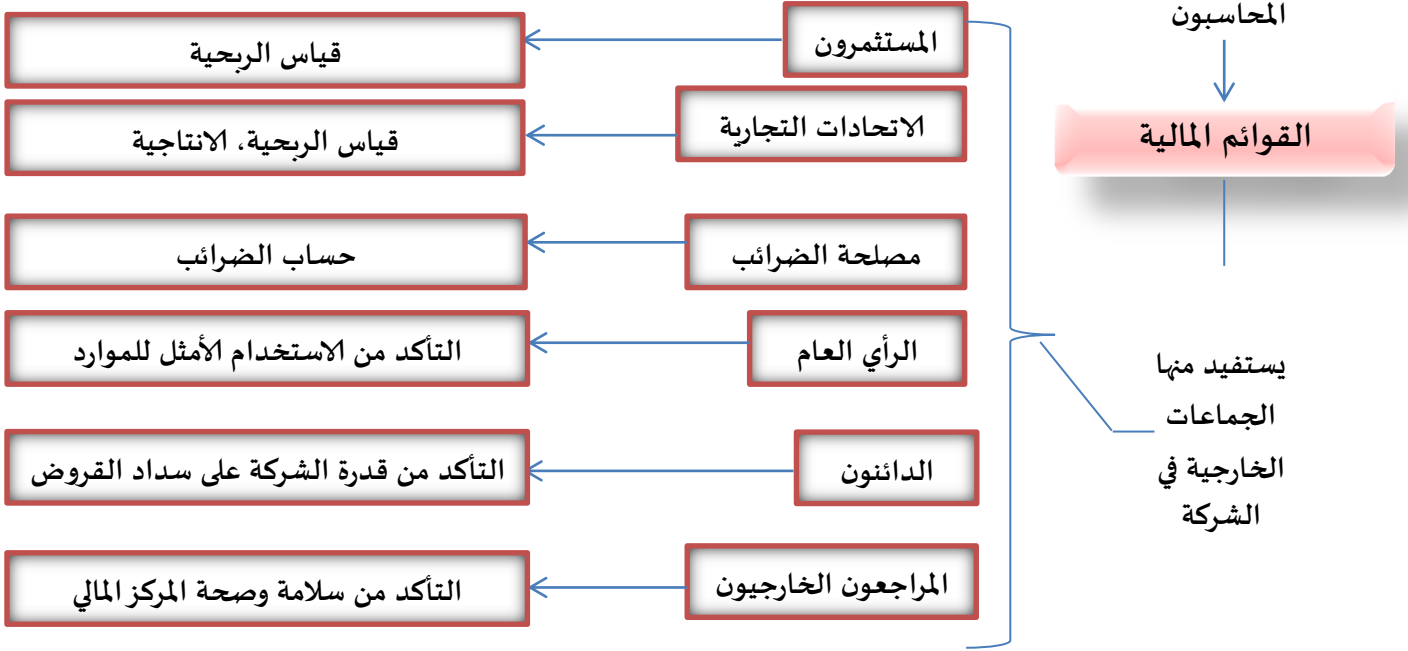 المحاسبون
القوائم المالية
يستفيد منها
الجماعات
الخارجية في
الشركة
المستثمرون
قياس الربحية
الاتحادات التجارية
قياس الربحية، الانتاجية
مصلحة الضرائب
حساب الضرائب
الرأي العام
التأكد من الاستخدام الأمثل للموارد
الدائنون
التأكد من قدرة الشركة على سداد القروض
المراجعون الخارجيون
التأكد من سلامة وصحة المركز المالي